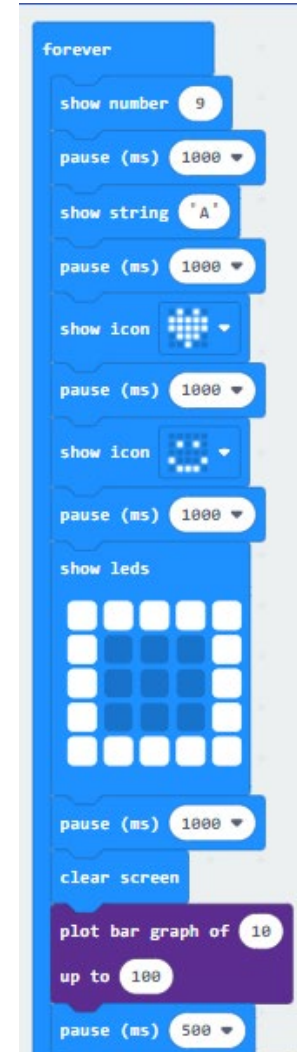 forever
show number 9
pause (ms) 1000
show string "A"
pause (ms) 1000
show icon
pause (ms) 1000
show icon
pause (ms) 1000
show leds
pause (ms) 1000
clear screen
plot bar graph of 10
up to 100
pause (ms) 500